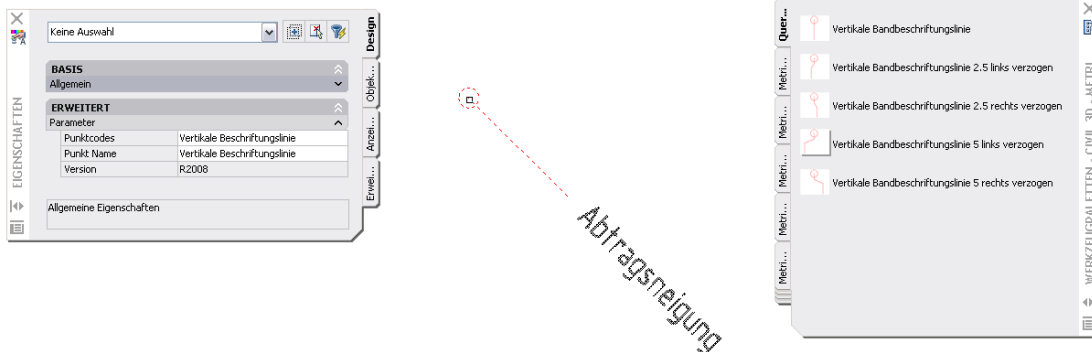 Keine Auswahl
BASIS
Allgemein
ERWEITERT
Parameter
Punktcodes Vertikale Beschriftungslinie
Punkt Name Vertikale Beschriftungslinie
Version R2008
Allgemeine Eigenschaften
EIGENSCHAFTEN
Design
Objek...
Anzei...
Erwei...
Abtragsneigung
Quer...
Metri...
Metri...
Metri...
Metri...
Metri...
Vertikale Bandbeschriftungslinie
Vertikale Bandbeschriftungslinie 2.5 links verzogen
Vertikale Bandbeschriftungslinie 2.5 rechts verzogen
Vertikale Bandbeschriftungslinie 5 links verzogen
Vertikale Bandbeschriftungslinie 5 rechts verzogen
WERKZEUGPALETTEN - CIVIL 3D - METRI